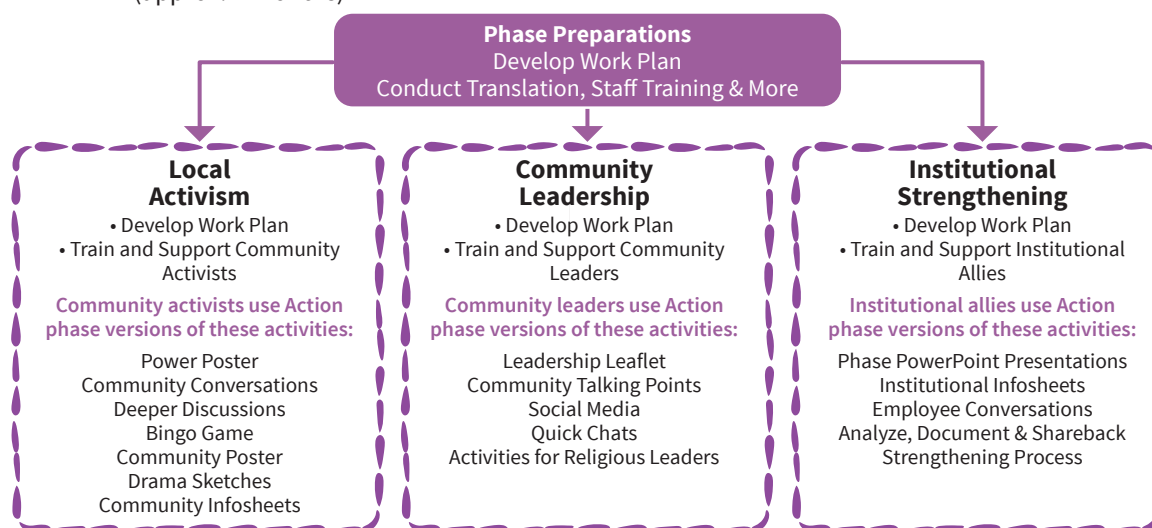 Phase Preparations
Develop Work Plan
Conduct Translation, Staff Training & More
Local
Activism
• Develop Work Plan
• Train and Support Community
Activists
Community activists use Action
phase versions of these activities:
Power Poster
Community Conversations
Deeper Discussions
Bingo Game
Community Poster
Drama Sketches
Community Infosheets
Community
Leadership
• Develop Work Plan
• Train and Support Community
Leaders
Community leaders use Action
phase versions of these activities:
Leadership Leaflet
Community Talking Points
Social Media
Quick Chats
Activities for Religious Leaders
Institutional
Strengthening
• Develop Work Plan
• Train and Support Institutional
Allies
Institutional allies use Action
phase versions of these activities:
Phase PowerPoint Presentations
Institutional Infosheets
Employee Conversations
Analyze, Document & Shareback
Strengthening Process